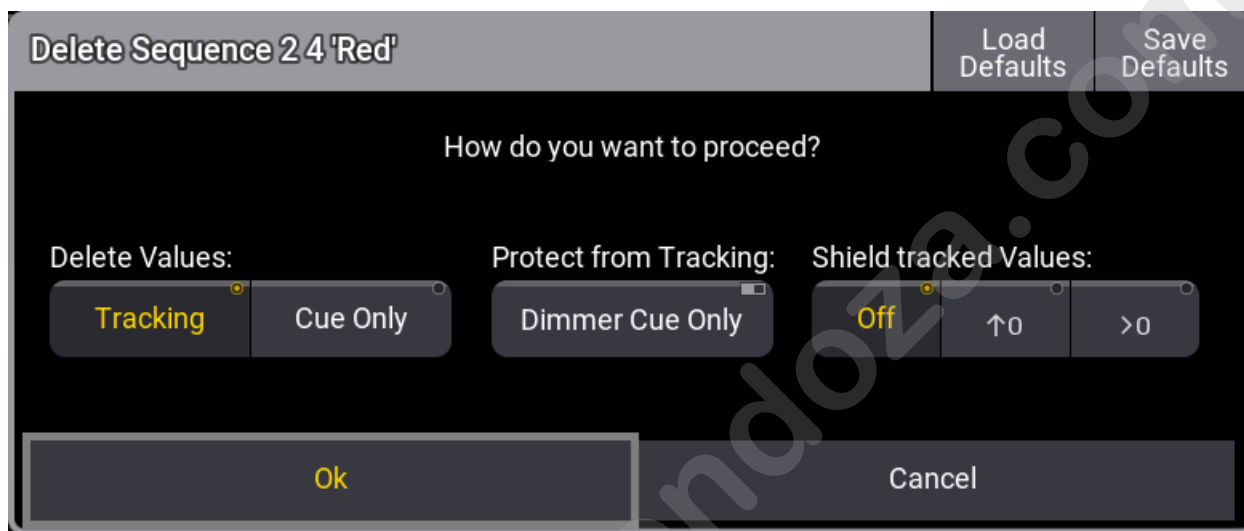 Delete Sequence 2 4 'Red'
Load
Defaults
Save
Defaults
How do you want to proceed?
Delete Values:
Protect from Tracking:
Shield tracked Values:
Tracking
Cue Only
Dimmer Cue Only
Off
↑0
>0
Ok
Cancel